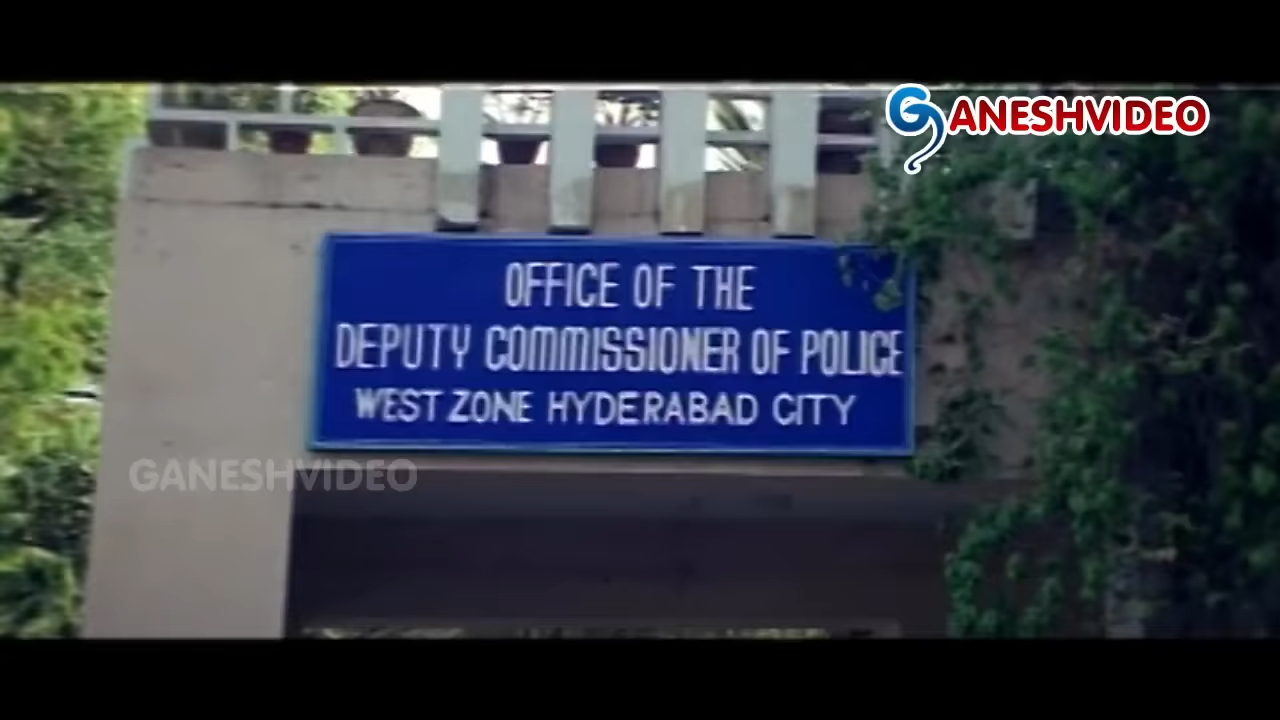 GANESHVIDEO
OFFICE OF THE
DEPUTY COMMISSIONER OF POLICE
WEST ZONE HYDERABAD CITY
GANESHVIDEO